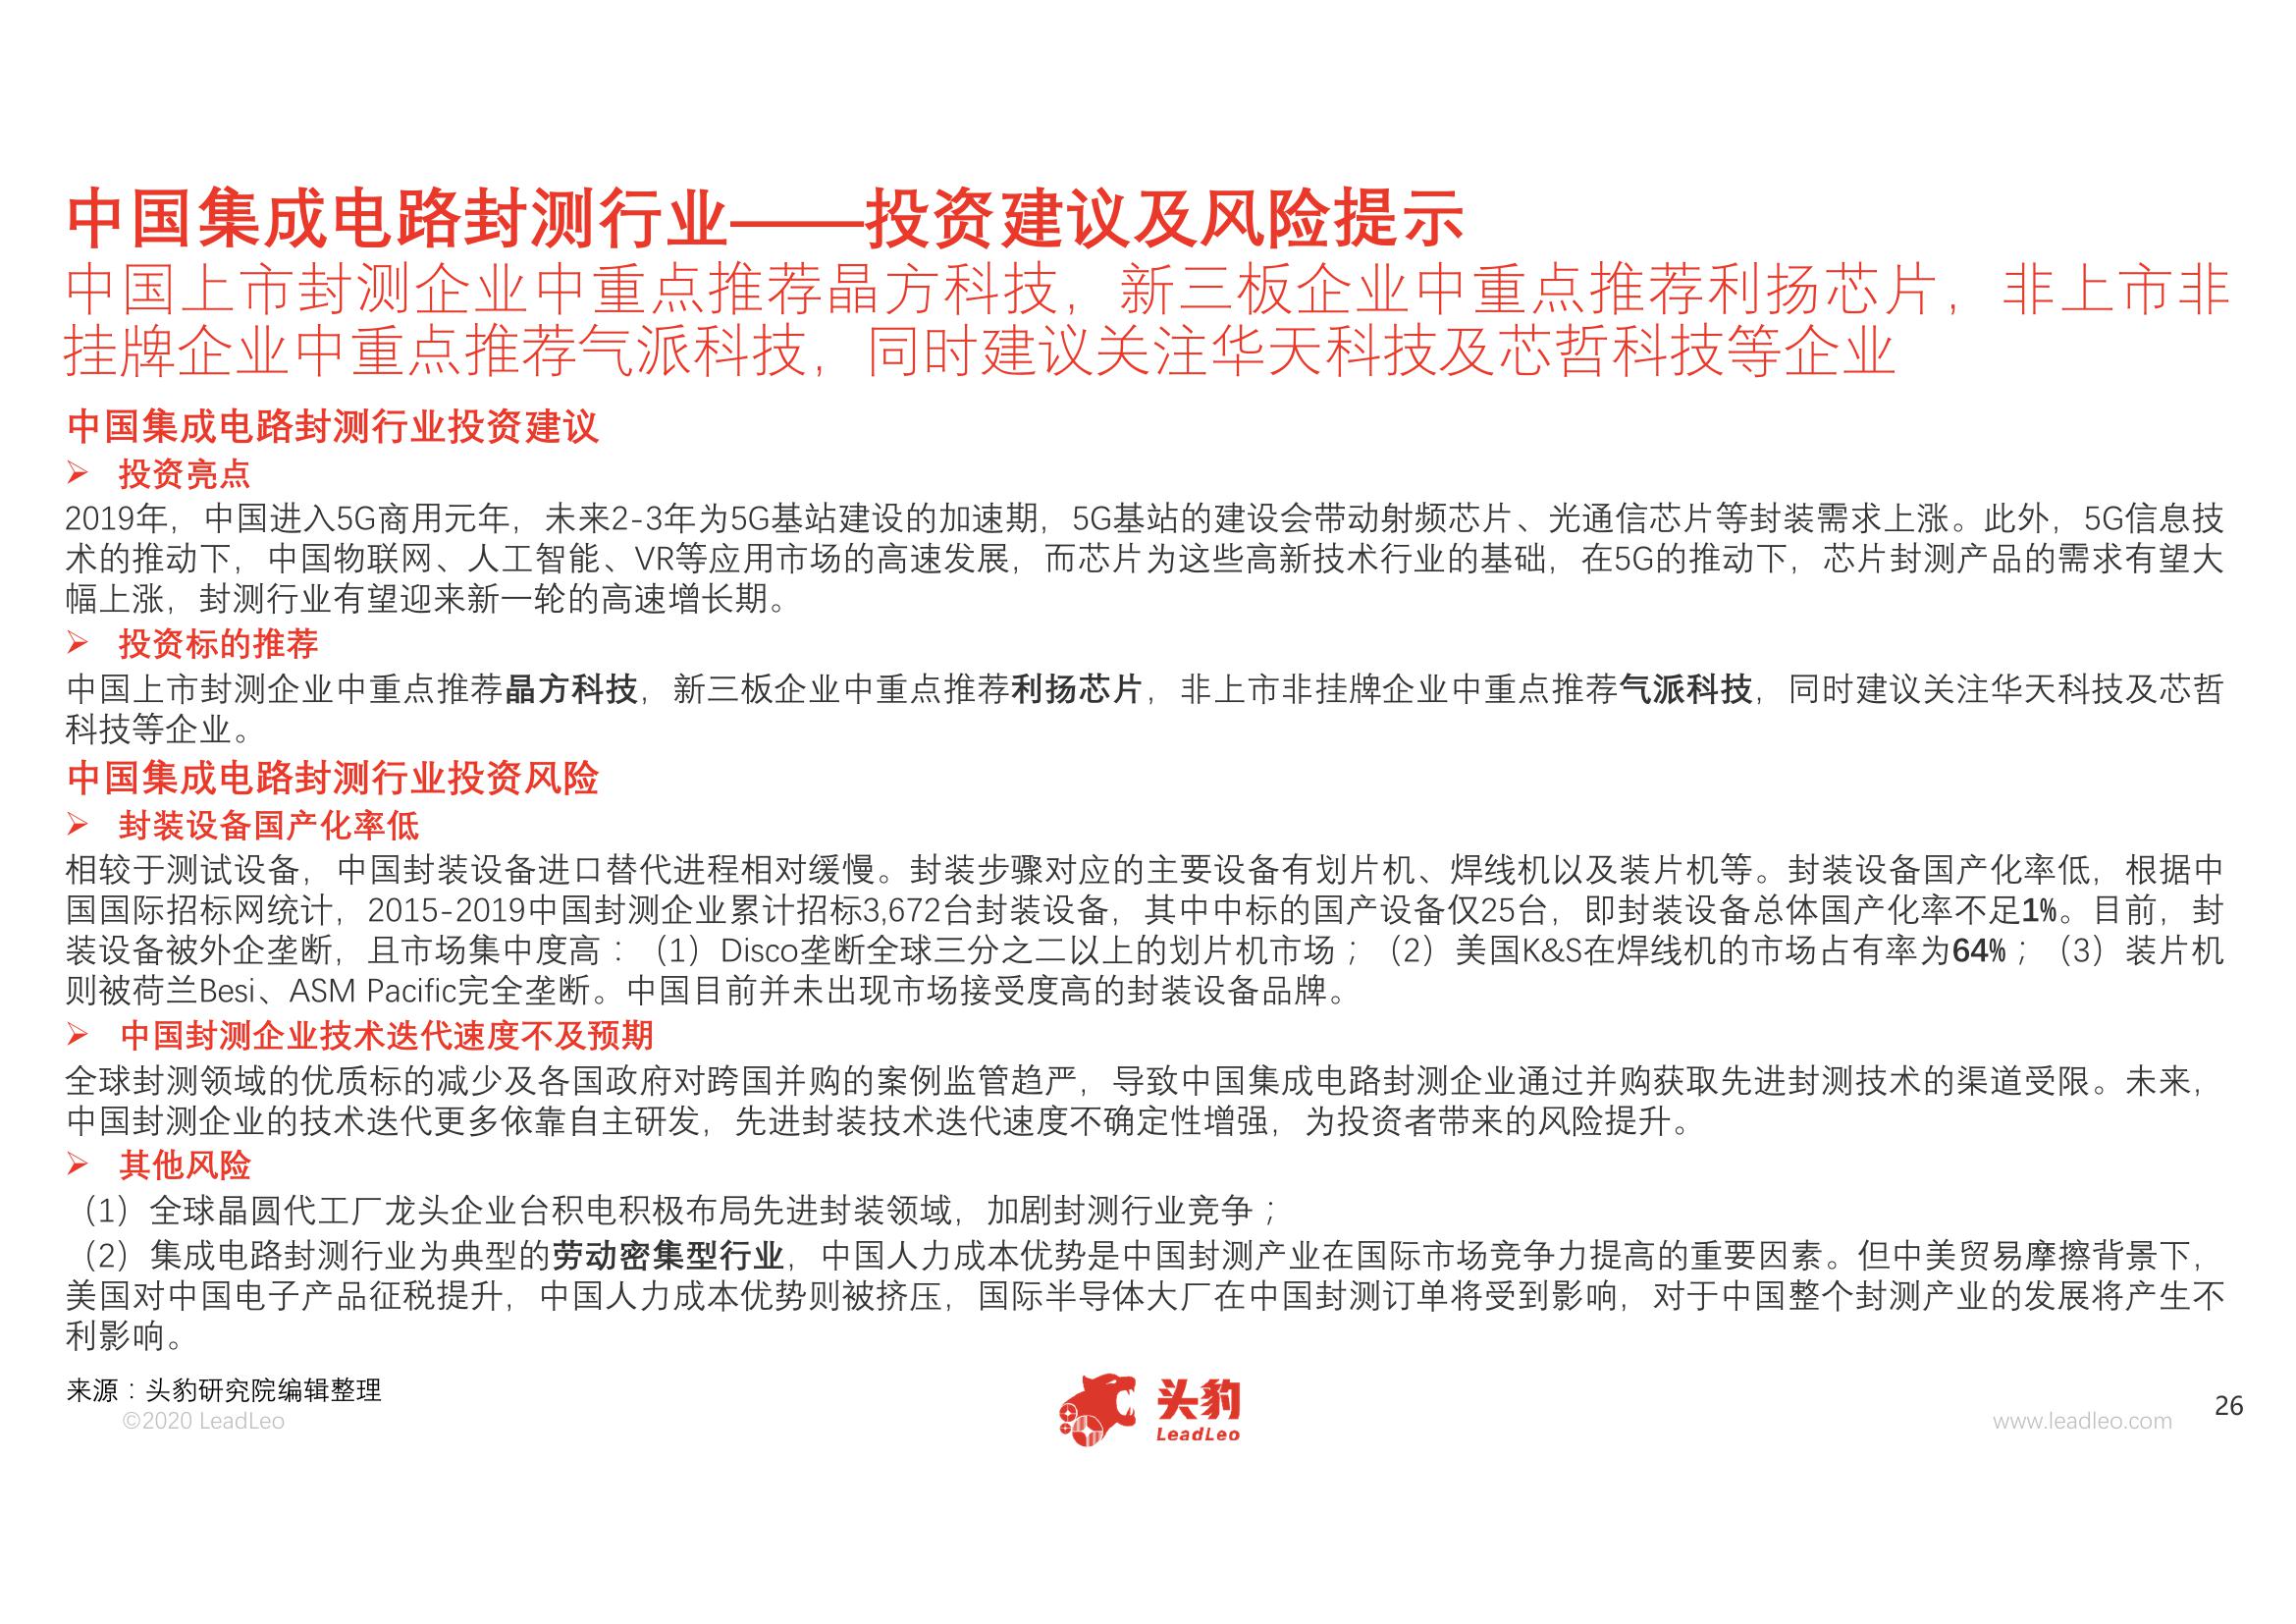 中国集成电路封测行业——投资建议及风险提示
中国上市封测企业中重点推荐晶方科技，新三板企业中重点推荐利扬芯片，非上市非
挂牌企业中重点推荐气派科技，同时建议关注华天科技及芯哲科技等企业
中国集成电路封测行业投资建议
➢ 投资亮点
2019年，中国进入5G商用元年，未来2-3年为5G基站建设的加速期，5G基站的建设会带动射频芯片、光通信芯片等封装需求上涨。此外，5G信息技
术的推动下，中国物联网、人工智能、VR等应用市场的高速发展，而芯片为这些高新技术行业的基础，在5G的推动下，芯片封测产品的需求有望大
幅上涨，封测行业有望迎来新一轮的高速增长期。
➢ 投资标的推荐
中国上市封测企业中重点推荐晶方科技，新三板企业中重点推荐利扬芯片，非上市非挂牌企业中重点推荐气派科技，同时建议关注华天科技及芯哲
科技等企业。
中国集成电路封测行业投资风险
➢ 封装设备国产化率低
相较于测试设备，中国封装设备进口替代进程相对缓慢。封装步骤对应的主要设备有划片机、焊线机以及装片机等。封装设备国产化率低，根据中
国国际招标网统计，2015-2019中国封测企业累计招标3,672台封装设备，其中中标的国产设备仅25台，即封装设备总体国产化率不足1%。目前，封
装设备被外企垄断，且市场集中度高：（1）Disco垄断全球三分之二以上的划片机市场；（2）美国K&S在焊线机的市场占有率为64%；（3）装片机
则被荷兰Besi、ASM Pacific完全垄断。中国目前并未出现市场接受度高的封装设备品牌。
➢ 中国封测企业技术迭代速度不及预期
全球封测领域的优质标的减少及各国政府对跨国并购的案例监管趋严，导致中国集成电路封测企业通过并购获取先进封测技术的渠道受限。未来，
中国封测企业的技术迭代更多依靠自主研发，先进封装技术迭代速度不确定性增强，为投资者带来的风险提升。
➢ 其他风险
（1）全球晶圆代工厂龙头企业台积电积极布局先进封装领域，加剧封测行业竞争；
（2）集成电路封测行业为典型的劳动密集型行业，中国人力成本优势是中国封测产业在国际市场竞争力提高的重要因素。但中美贸易摩擦背景下，
美国对中国电子产品征税提升，中国人力成本优势则被挤压，国际半导体大厂在中国封测订单将受到影响，对于中国整个封测产业的发展将产生不
利影响。
来源：头豹研究院编辑整理
©2020 LeadLeo
头豹
LeadLeo
www.leadleo.com
26